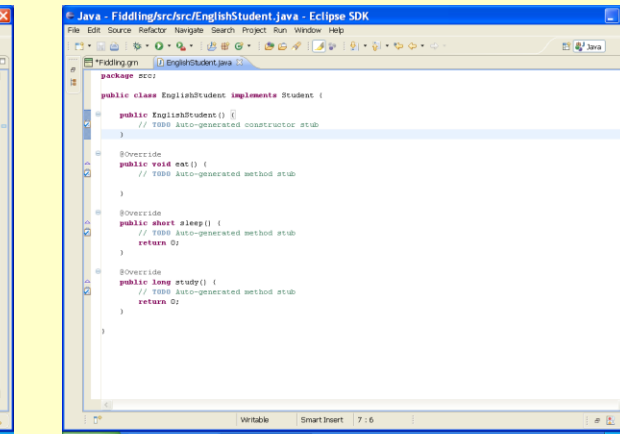 Java - Fiddling/src/src/EnglishStudent.java - Eclipse SDK
File Edit Source Refactor Navigate Search Project Run Window Help
Java
*Fiddling.grn EnglishStudent.java
package src;
public class EnglishStudent implements Student {
public EnglishStudent() {
// TODO Auto-generated constructor stub
}
@Override
public void eat() {
// TODO Auto-generated method stub
}
@Override
public short sleep() {
// TODO Auto-generated method stub
return 0;
}
@Override
public long study() {
// TODO Auto-generated method stub
return 0;
}
}
Writable Smart Insert 7 : 6